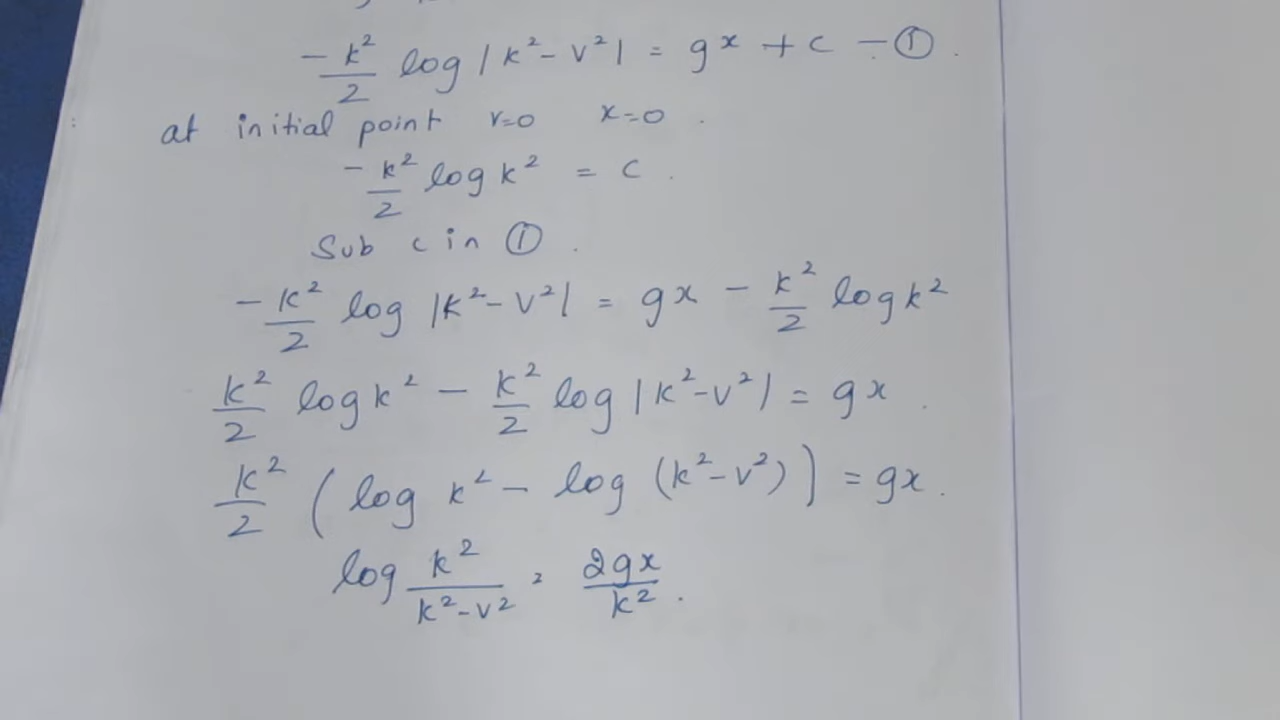 - k²/2 log |k² - v²| = gx + c - ①.
at initial point v=0 x=0.
- k²/2 log k² = c.
Sub c in ①.
- k²/2 log |k² - v²| = gx - k²/2 log k²
k²/2 log k² - k²/2 log |k² - v²| = gx.
k²/2 (log k² - log (k² - v²)) = gx.
log k²/k²-v² = 2gx/k².